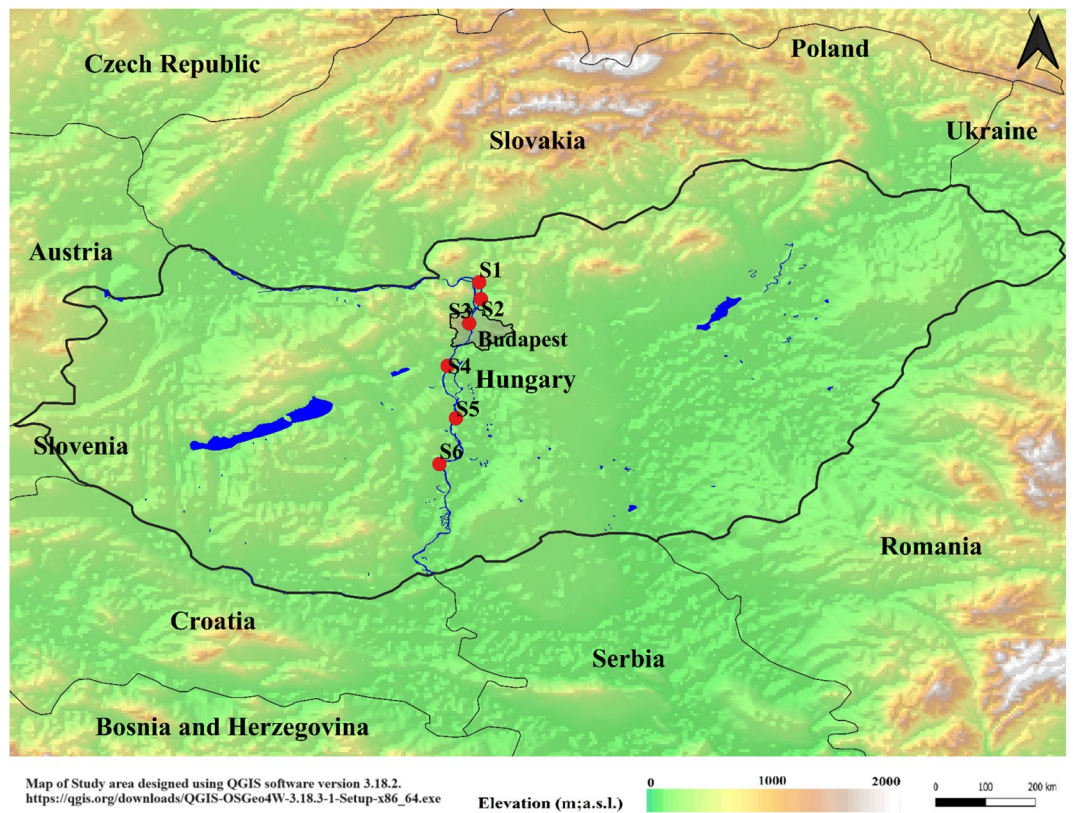 Poland
Czech Republic
Ukraine
Slovakia
Austria
S1
S2
S3
Budapest
S4
Hungary
S5
Slovenia
S6
Romania
Croatia
Serbia
Bosnia and Herzegovina
Map of Study area designed using QGIS software version 3.18.2.
https://qgis.org/downloads/QGIS-OSGeo4W-3.18.3-1-Setup-x86_64.exe
Elevation (m;a.s.l.)
0 1000 2000
0 100 200 km